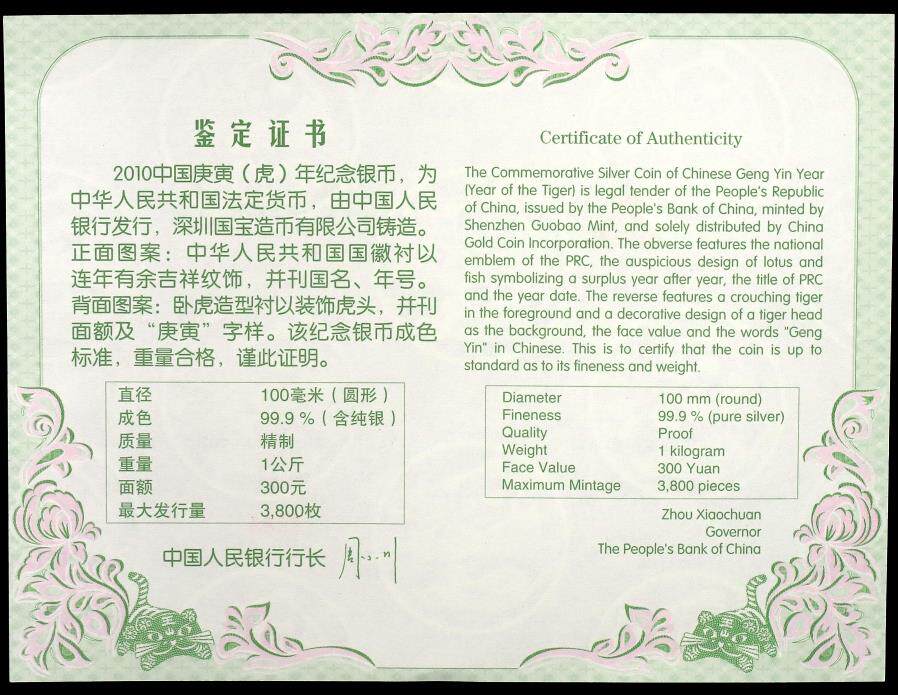 鉴定证书
2010中国庚寅（虎）年纪念银币，为
中华人民共和国法定货币，由中国人民
银行发行，深圳国宝造币有限公司铸造。
正面图案：中华人民共和国国徽衬以
连年有余吉祥纹饰，并刊国名、年号。
背面图案：卧虎造型衬以装饰虎头，并刊
面额及“庚寅”字样。该纪念银币成色
标准，重量合格，谨此证明。
直径 100毫米（圆形）
成色 99.9 %（含纯银）
质量 精制
重量 1公斤
面额 300元
最大发行量 3,800枚
中国人民银行行长
Certificate of Authenticity
The Commemorative Silver Coin of Chinese Geng Yin Year
(Year of the Tiger) is legal tender of the People's Republic
of China, issued by the People's Bank of China, minted by
Shenzhen Guobao Mint, and solely distributed by China
Gold Coin Incorporation. The obverse features the national
emblem of the PRC, the auspicious design of lotus and
fish symbolizing a surplus year after year, the title of PRC
and the year date. The reverse features a crouching tiger
in the foreground and a decorative design of a tiger head
as the background, the face value and the words "Geng
Yin" in Chinese. This is to certify that the coin is up to
standard as to its fineness and weight.
Diameter 100 mm (round)
Fineness 99.9 % (pure silver)
Quality Proof
Weight 1 kilogram
Face Value 300 Yuan
Maximum Mintage 3,800 pieces
Zhou Xiaochuan
Governor
The People's Bank of China